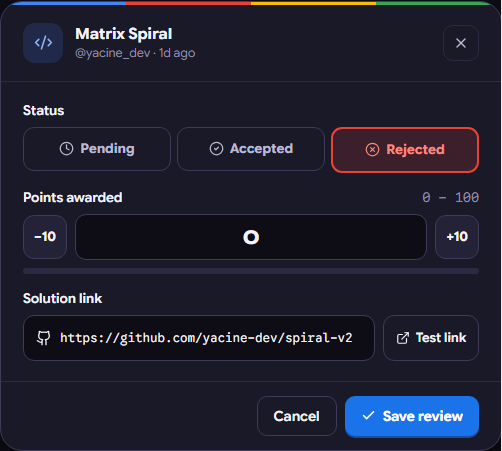 Matrix Spiral
@yacine_dev · 1d ago
Status
Pending
Accepted
Rejected
Points awarded
0 – 100
−10
0
+10
Solution link
https://github.com/yacine-dev/spiral-v2
Test link
Cancel
Save review